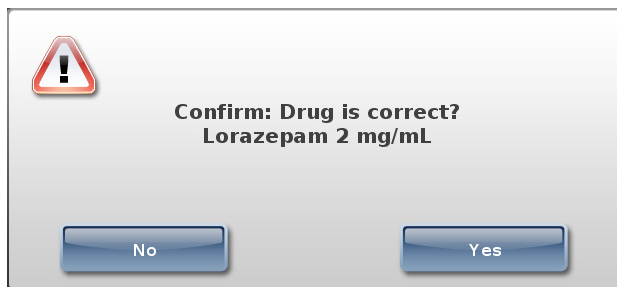 Confirm: Drug is correct?
Lorazepam 2 mg/mL
No
Yes